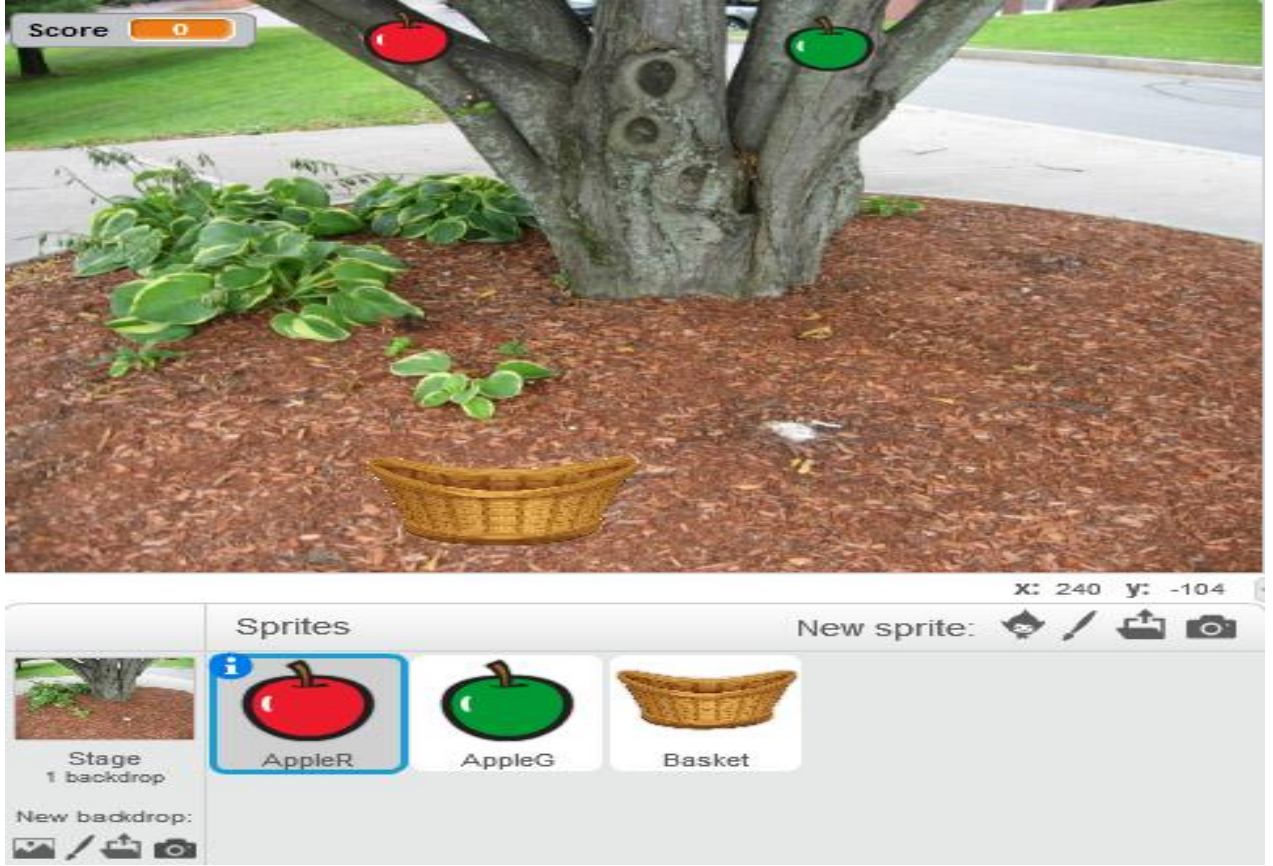 Score 0
x: 240 y: -104
Sprites New sprite:
AppleR AppleG Basket
Stage
1 backdrop
New backdrop: